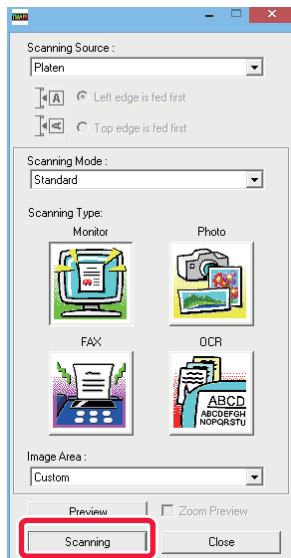 TWAIN
Scanning Source :
Platen
A Left edge is fed first
A Top edge is fed first
Scanning Mode :
Standard
Scanning Type:
Monitor Photo
FAX OCR
ABCD
ABCDEFGH
NOPQRSTU
Image Area :
Custom
Preview Zoom Preview
Scanning Close